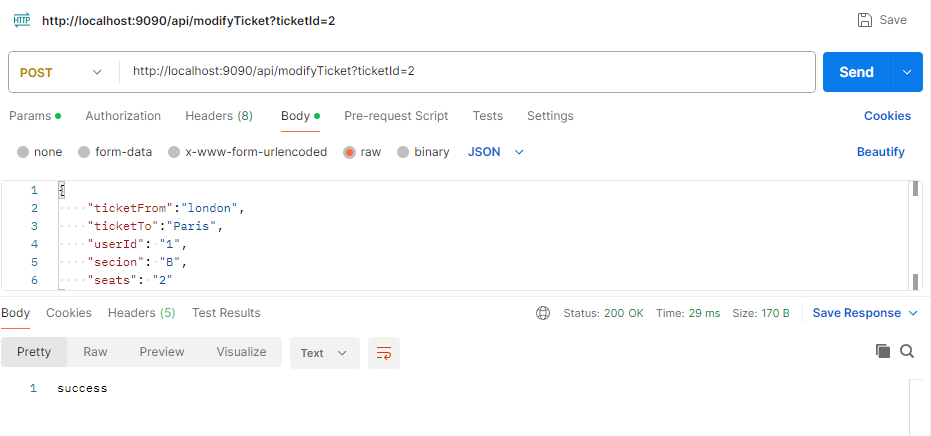 HTTP http://localhost:9090/api/modifyTicket?ticketId=2 Save
POST http://localhost:9090/api/modifyTicket?ticketId=2 Send
Params Authorization Headers (8) Body Pre-request Script Tests Settings Cookies
none form-data x-www-form-urlencoded raw binary JSON Beautify
1 {
2 "ticketFrom":"london",
3 "ticketTo":"Paris",
4 "userId": "1",
5 "secion": "B",
6 "seats": "2"
Body Cookies Headers (5) Test Results Status: 200 OK Time: 29 ms Size: 170 B Save Response
Pretty Raw Preview Visualize Text
1 success